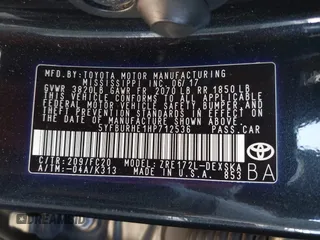 MFD.BY:TOYOTA MOTOR MANUFACTURING
MISSISSIPPI INC. 06/17
GVWR 3820LB GAWR FR 2070LB RR 1850LB
THIS VEHICLE CONFORMS TO ALL APPLICABLE
FEDERAL MOTOR VEHICLE SAFETY, BUMPER,
AND THEFT PREVENTION STANDARDS IN EFFECT ON
THE DATE OF MANUFACTURE SHOWN ABOVE.
5YFBURHE1HP712536 PASS.CAR
C/TR: 209/FC20 ZRE172L-DEXSKA
A/TM: -04A/K313 MADE IN U.S.A. 853
TOYOTA
BA